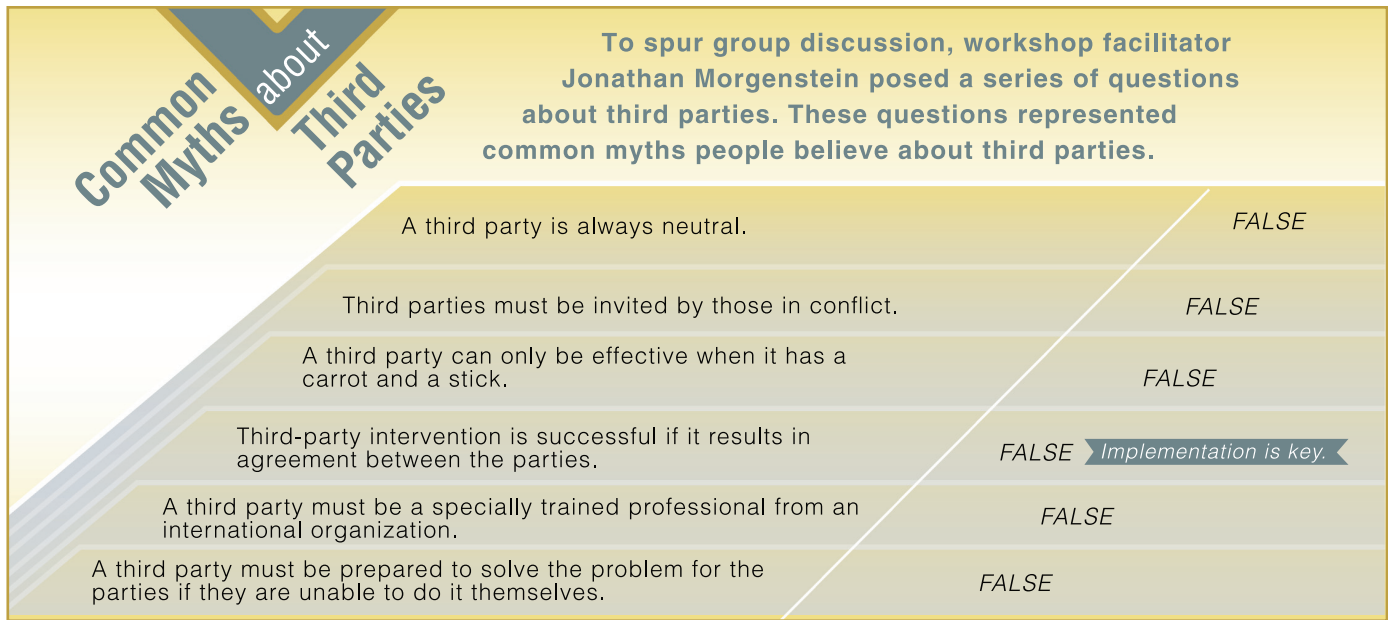 Common
Myths
about
Third
Parties
To spur group discussion, workshop facilitator
Jonathan Morgenstein posed a series of questions
about third parties. These questions represented
common myths people believe about third parties.
A third party is always neutral.
FALSE
Third parties must be invited by those in conflict.
FALSE
A third party can only be effective when it has a
carrot and a stick.
FALSE
Third-party intervention is successful if it results in
agreement between the parties.
FALSE
Implementation is key.
A third party must be a specially trained professional from an
international organization.
FALSE
A third party must be prepared to solve the problem for the
parties if they are unable to do it themselves.
FALSE